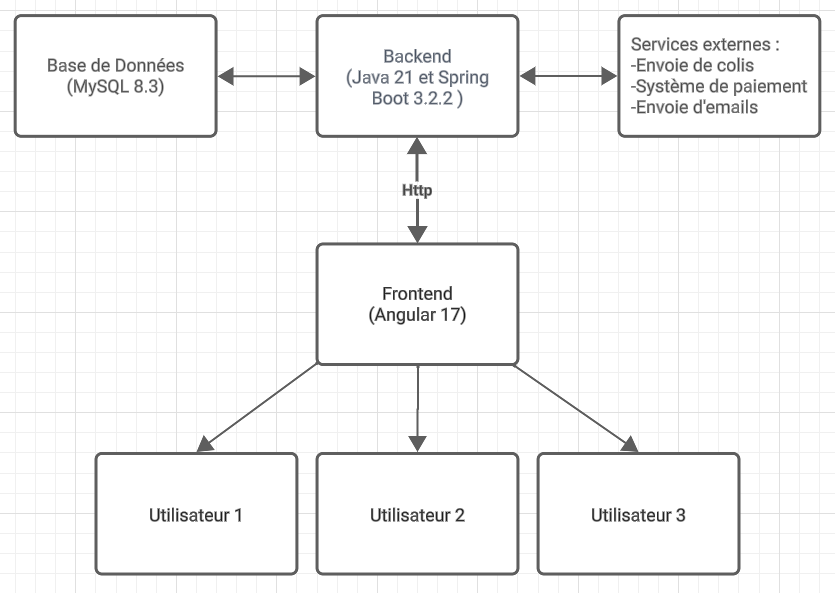 Base de Données
(MySQL 8.3)
Backend
(Java 21 et Spring
Boot 3.2.2 )
Services externes :
-Envoie de colis
-Système de paiement
-Envoie d'emails
Http
Frontend
(Angular 17)
Utilisateur 1
Utilisateur 2
Utilisateur 3